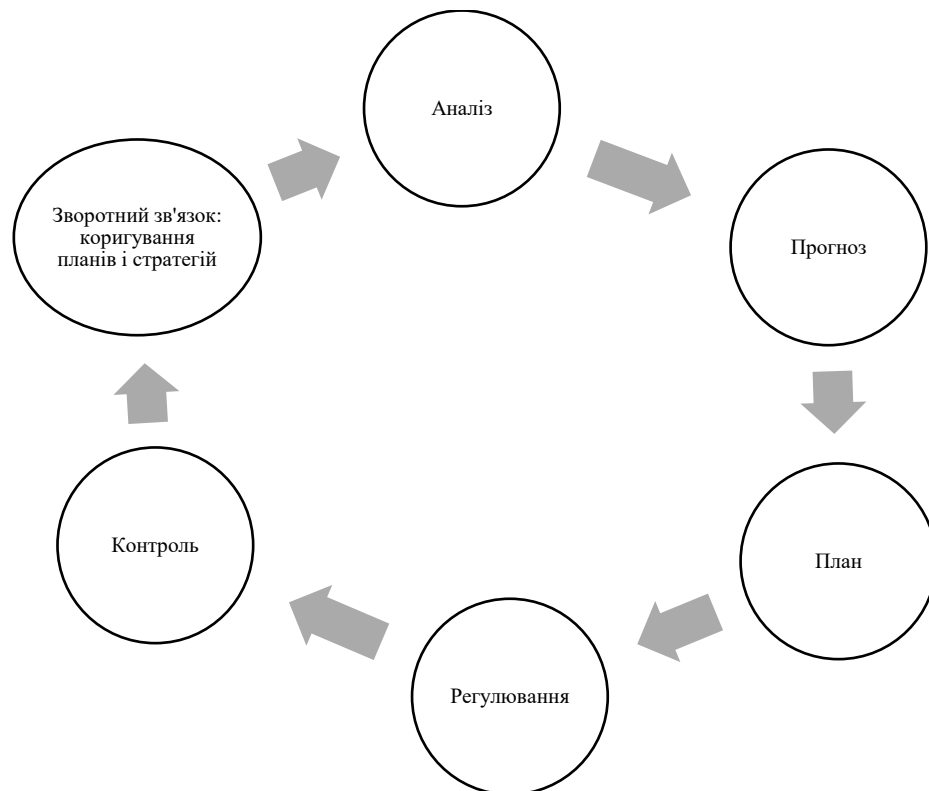 Аналіз
Прогноз
План
Регулювання
Контроль
Зворотний зв'язок:
коригування
планів і стратегій